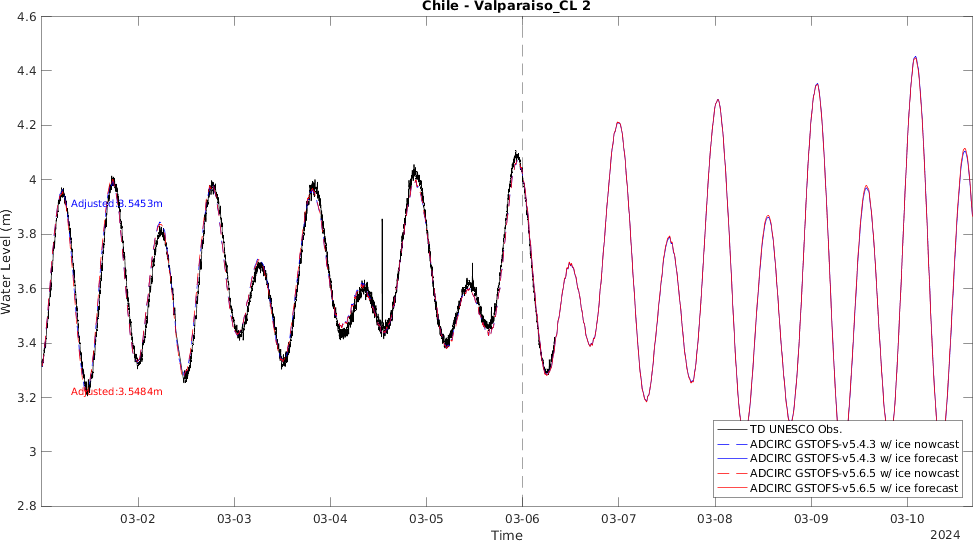 Chile - Valparaiso_CL 2
4.6
4.4
4.2
4
3.8
3.6
3.4
3.2
3
2.8
Water Level (m)
Adjusted:3.5453m
Adjusted:3.5484m
TD UNESCO Obs.
ADCIRC GSTOFS-v5.4.3 w/ ice nowcast
ADCIRC GSTOFS-v5.4.3 w/ ice forecast
ADCIRC GSTOFS-v5.6.5 w/ ice nowcast
ADCIRC GSTOFS-v5.6.5 w/ ice forecast
03-02 03-03 03-04 03-05 03-06 03-07 03-08 03-09 03-10
Time
2024